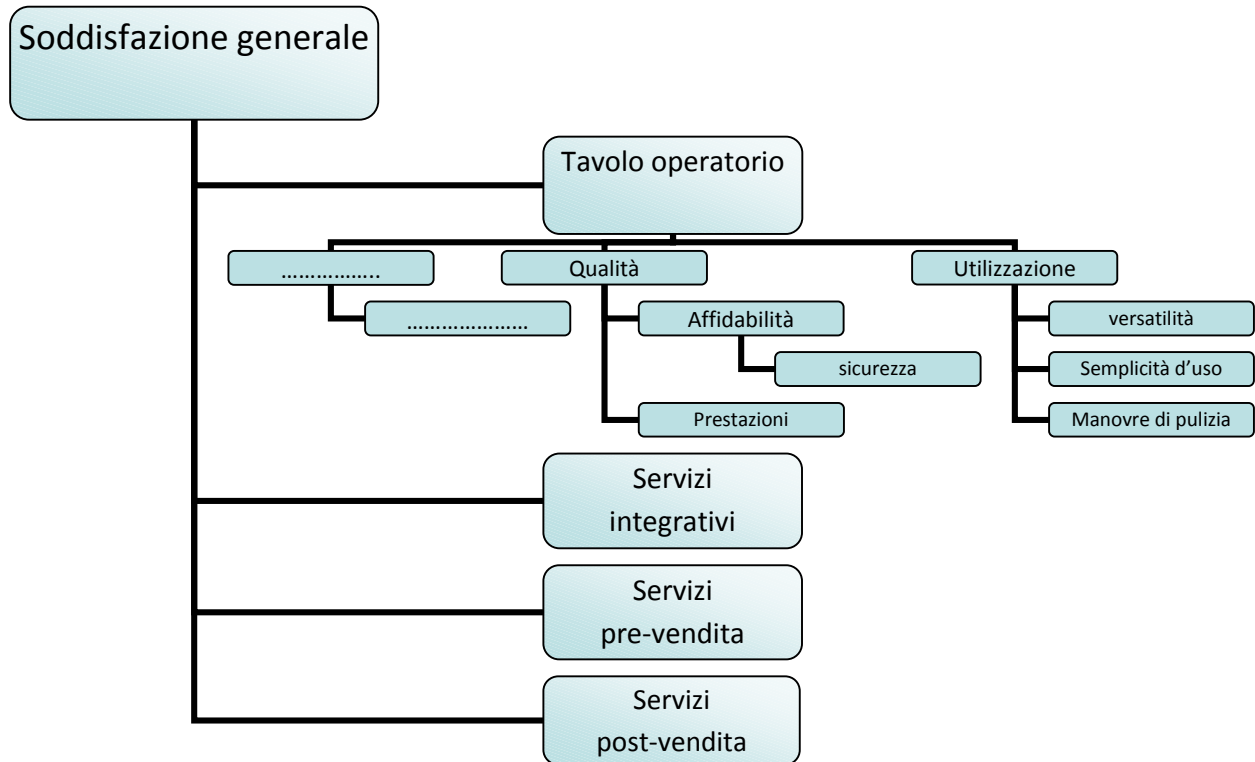 Soddisfazione generale
Tavolo operatorio
……………..
Qualità
Utilizzazione
…………………
Affidabilità
versatilità
sicurezza
Semplicità d’uso
Prestazioni
Manovre di pulizia
Servizi
integrativi
Servizi
pre-vendita
Servizi
post-vendita